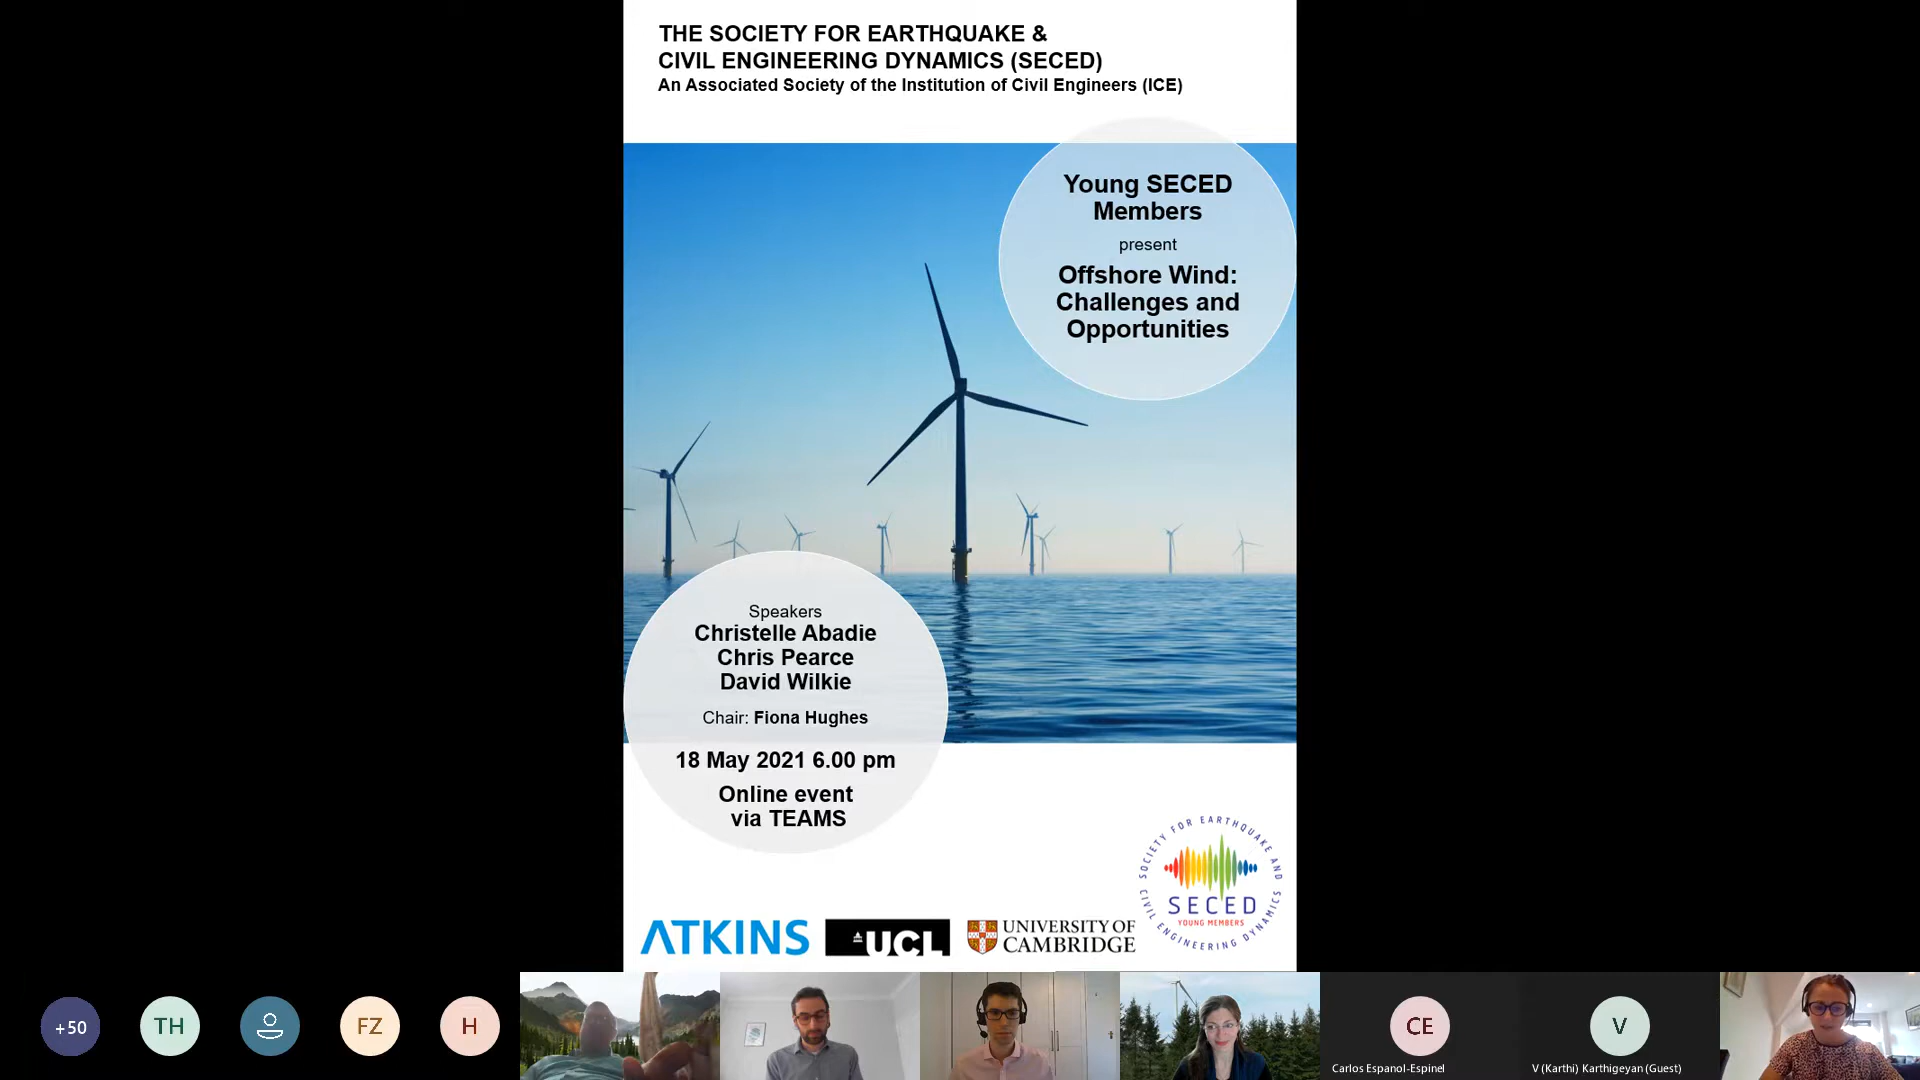 THE SOCIETY FOR EARTHQUAKE &
CIVIL ENGINEERING DYNAMICS (SECED)
An Associated Society of the Institution of Civil Engineers (ICE)
Young SECED
Members
present
Offshore Wind:
Challenges and
Opportunities
Speakers
Christelle Abadie
Chris Pearce
David Wilkie
Chair: Fiona Hughes
18 May 2021 6.00 pm
Online event
via TEAMS
ATKINS
UCL
UNIVERSITY OF
CAMBRIDGE
SOCIETY FOR EARTHQUAKE AND
CIVIL ENGINEERING DYNAMICS
SECED
YOUNG MEMBERS
+50
TH
FZ
H
CE
Carlos Espanol-Espinel
V
V (Karthi) Karthigeyan (Guest)